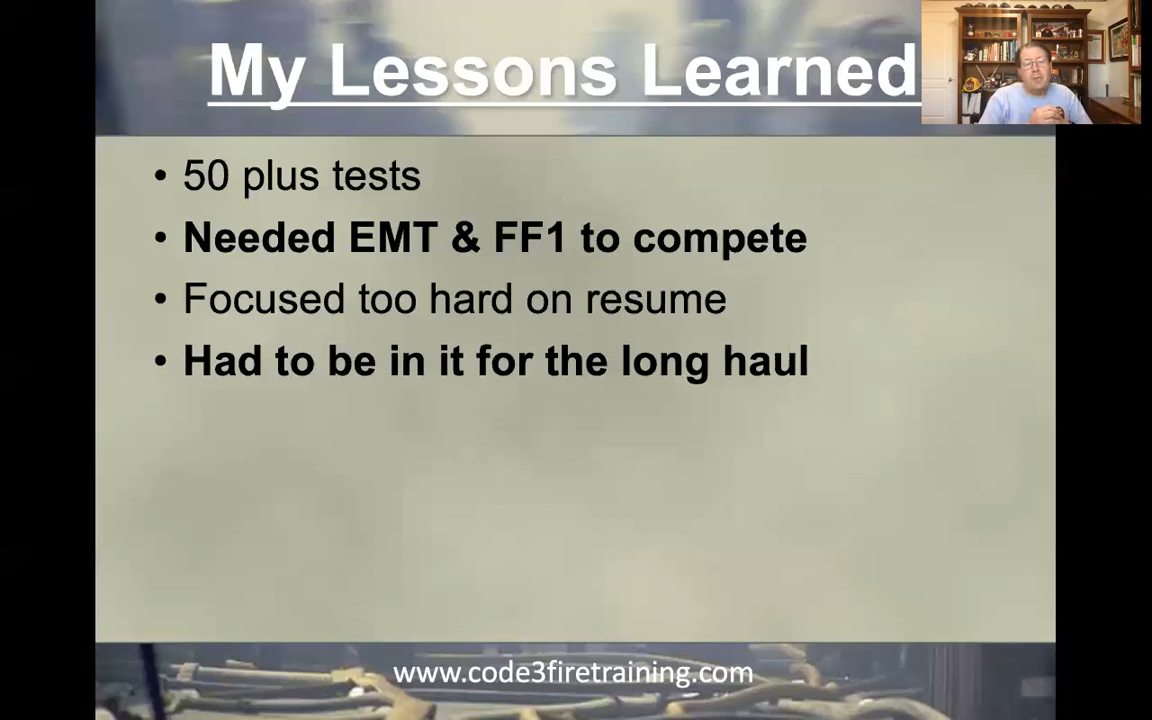 My Lessons Learned
• 50 plus tests
• Needed EMT & FF1 to compete
• Focused too hard on resume
• Had to be in it for the long haul
www.code3firetraining.com